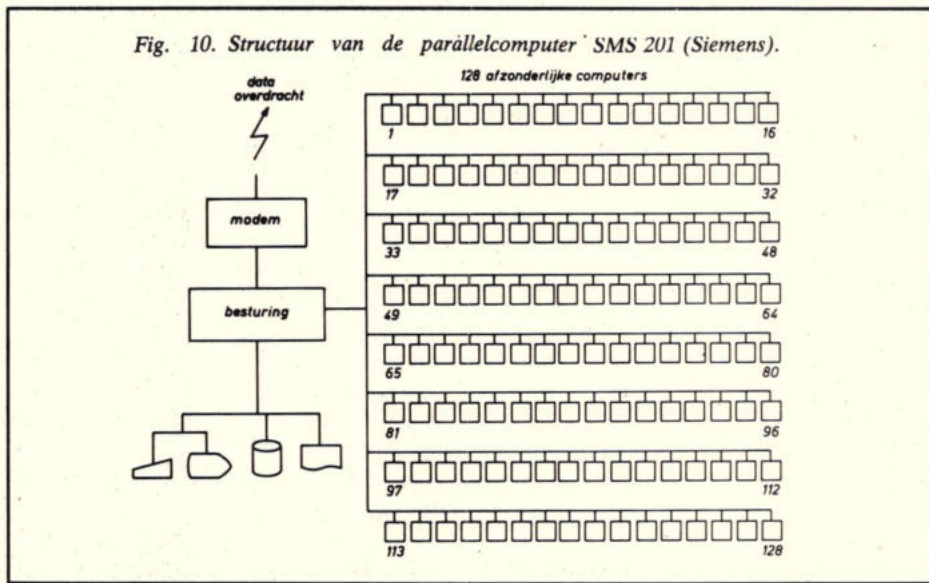 Fig. 10. Structuur van de parallelcomputer SMS 201 (Siemens).
data
overdracht
128 afzonderlijke computers
1 16
17 32
modem
33 48
besturing
49 64
65 80
81 96
97 112
113 128